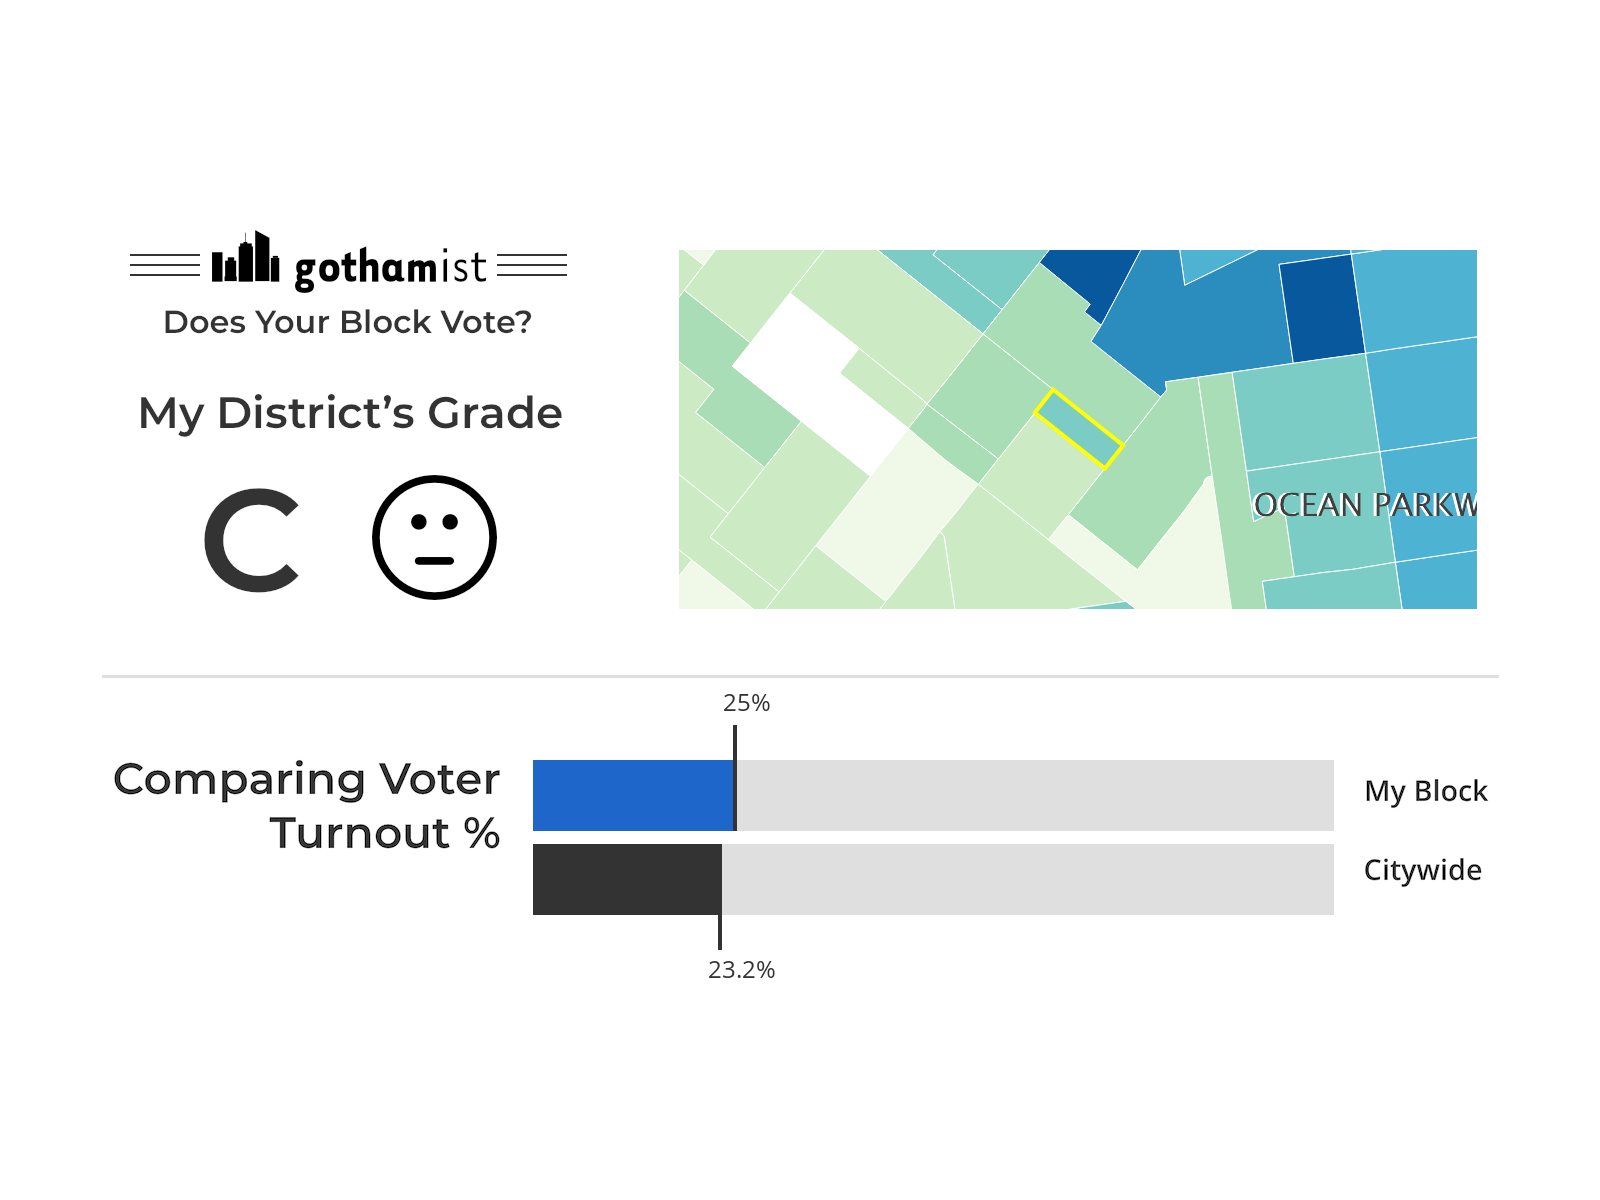 gothamist
Does Your Block Vote?
My District’s Grade
C
OCEAN PARKW
25%
Comparing Voter
Turnout %
My Block
Citywide
23.2%